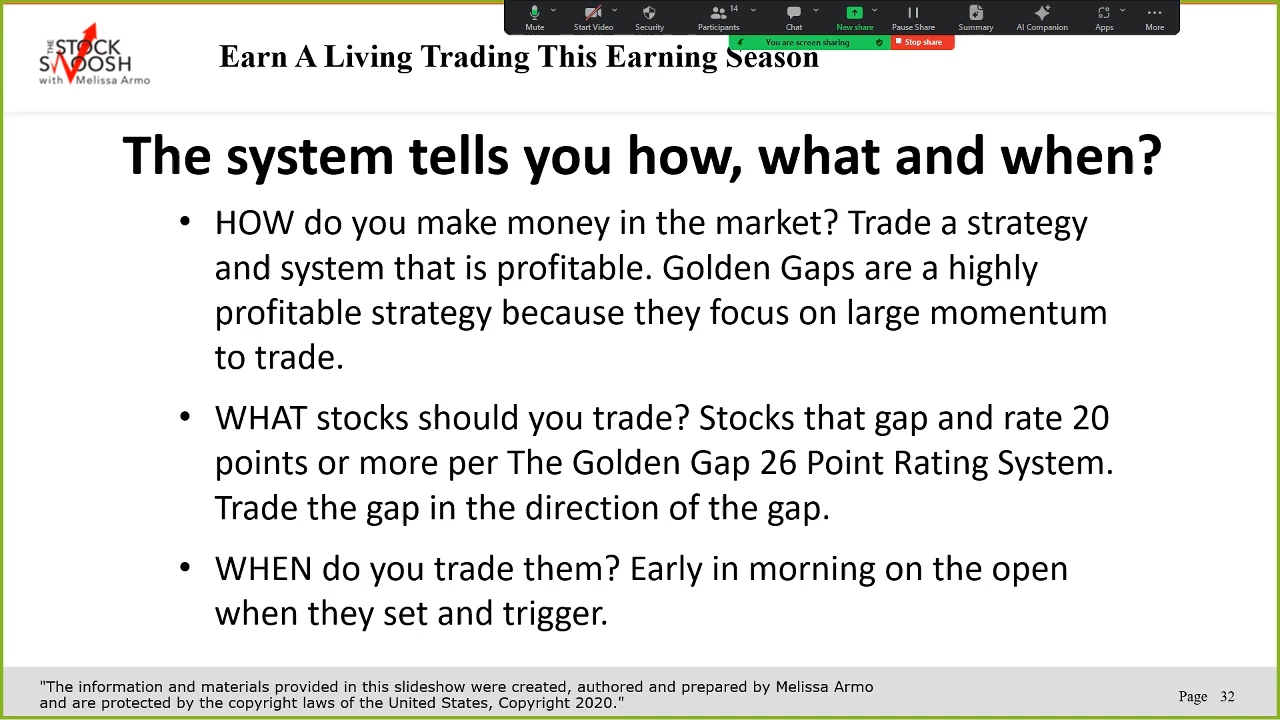 Mute
Start Video
Security
Participants
14
Chat
New share
Pause Share
Summary
AI Companion
Apps
More
You are screen sharing
Stop share
THE STOCK
SWOOSH
with Melissa Armo
Earn A Living Trading This Earning Season
The system tells you how, what and when?
• HOW do you make money in the market? Trade a strategy
and system that is profitable. Golden Gaps are a highly
profitable strategy because they focus on large momentum
to trade.
• WHAT stocks should you trade? Stocks that gap and rate 20
points or more per The Golden Gap 26 Point Rating System.
Trade the gap in the direction of the gap.
• WHEN do you trade them? Early in morning on the open
when they set and trigger.
"The information and materials provided in this slideshow were created, authored and prepared by Melissa Armo
and are protected by the copyright laws of the United States, Copyright 2020."
Page 32